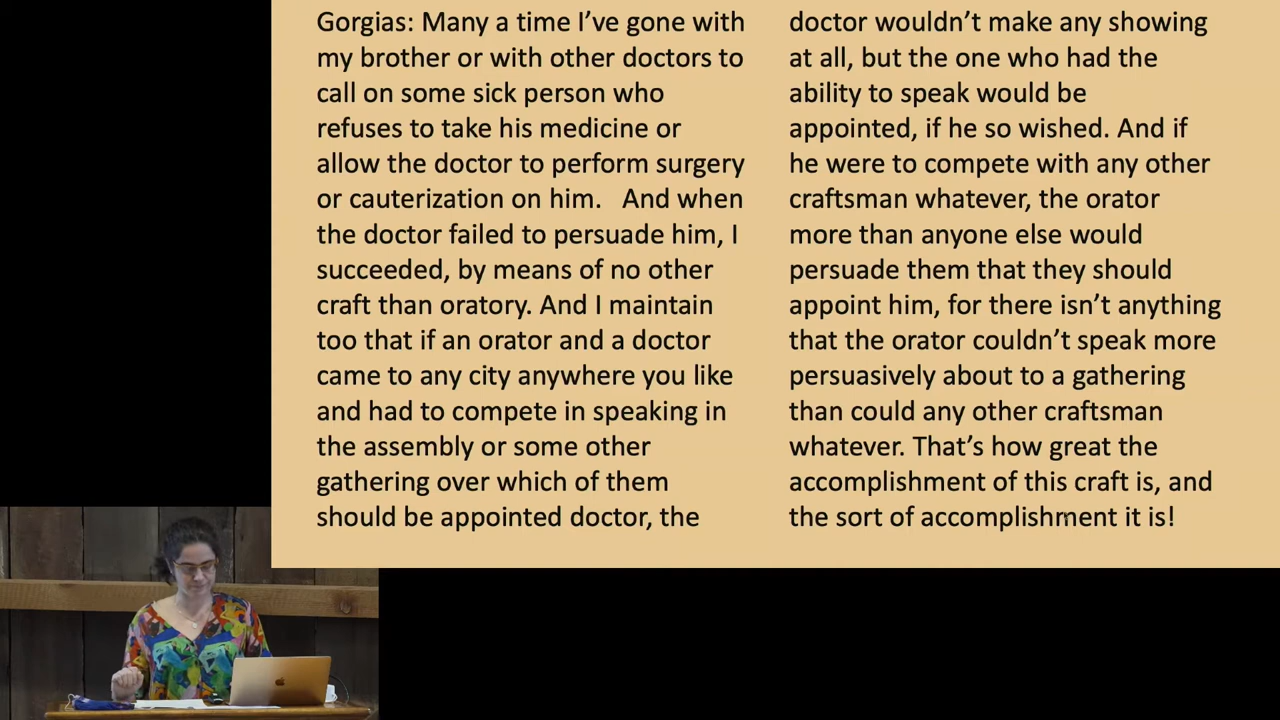 Gorgias: Many a time I’ve gone with
my brother or with other doctors to
call on some sick person who
refuses to take his medicine or
allow the doctor to perform surgery
or cauterization on him.   And when
the doctor failed to persuade him, I
succeeded, by means of no other
craft than oratory. And I maintain
too that if an orator and a doctor
came to any city anywhere you like
and had to compete in speaking in
the assembly or some other
gathering over which of them
should be appointed doctor, the
doctor wouldn’t make any showing
at all, but the one who had the
ability to speak would be
appointed, if he so wished. And if
he were to compete with any other
craftsman whatever, the orator
more than anyone else would
persuade them that they should
appoint him, for there isn’t anything
that the orator couldn’t speak more
persuasively about to a gathering
than could any other craftsman
whatever. That’s how great the
accomplishment of this craft is, and
the sort of accomplishment it is!